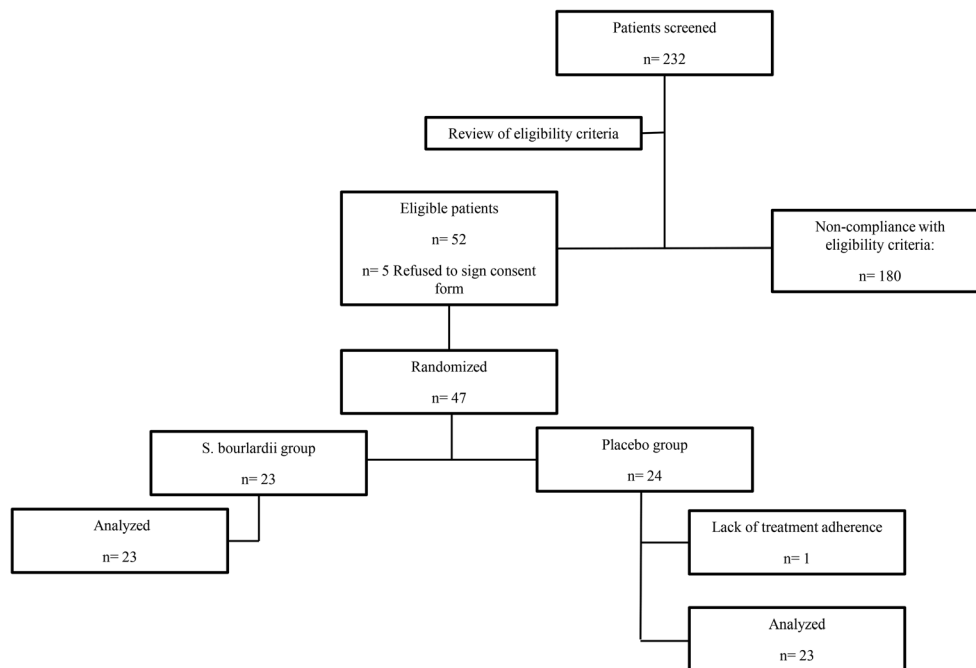 Patients screened
n= 232
Review of eligibility criteria
Eligible patients
n= 52
n= 5 Refused to sign consent
form
Non-compliance with
eligibility criteria:
n= 180
Randomized
n= 47
S. bourlardii group
n= 23
Placebo group
n= 24
Analyzed
n= 23
Lack of treatment adherence
n= 1
Analyzed
n= 23